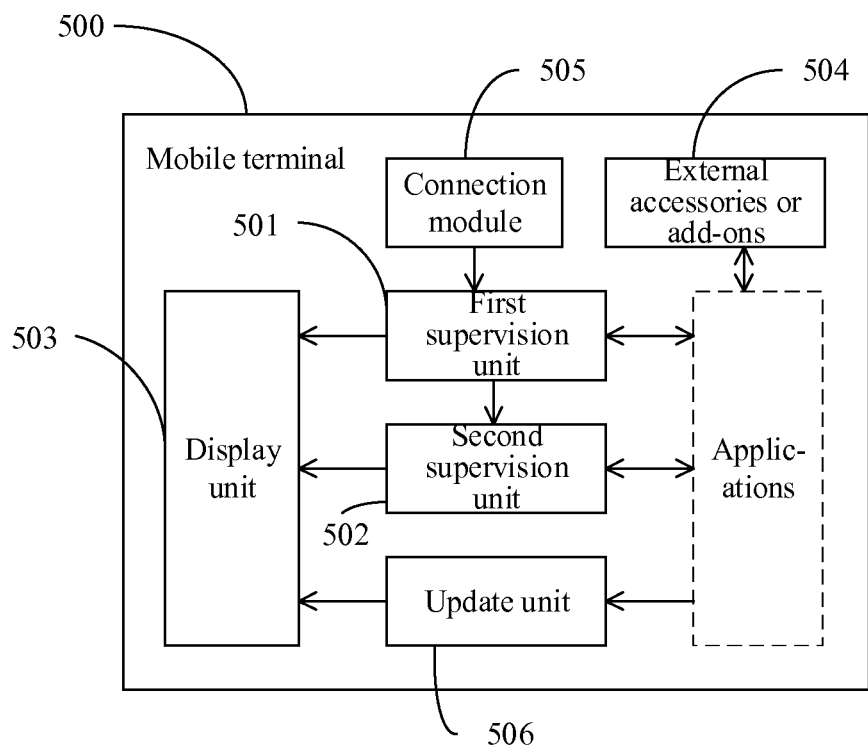 500
505
504
Mobile terminal
Connection
module
External
accessories or
add-ons
501
First
supervision
unit
503
Second
supervision
unit
Display
unit
Applic-
ations
502
Update unit
506